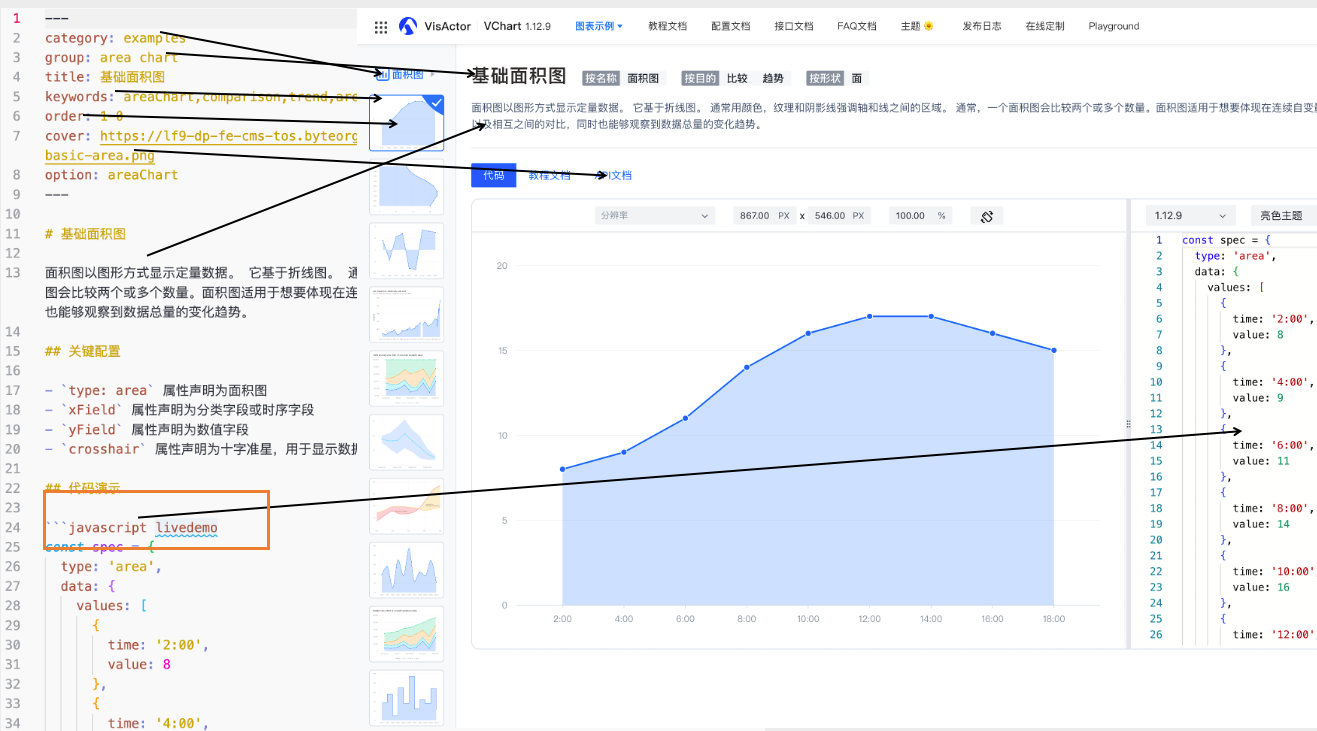 1 ---
2 category: examples
3 group: area chart
4 title: 基础面积图
5 keywords: areaChart,comparison,trend,are
6 order: 1-0
7 cover: https://lf9-dp-fe-cms-tos.byteorg
basic-area.png
8 option: areaChart
9 ---
10
11 # 基础面积图
12
13 面积图以图形方式显示定量数据。 它基于折线图。 通
图会比较两个或多个数量。面积图适用于想要体现在连
也能够观察到数据总量的变化趋势。
14
15 ## 关键配置
16
17 - `type: area` 属性声明为面积图
18 - `xField` 属性声明为分类字段或时序字段
19 - `yField` 属性声明为数值字段
20 - `crosshair` 属性声明为十字准星，用于显示数据
21
22 ## 代码演示
23
24 ```javascript livedemo
25 const spec = {
26 type: 'area',
27 data: {
28 values: [
29 {
30 time: '2:00',
31 value: 8
32 },
33 {
34 time: '4:00',
VisActor VChart 1.12.9 图表示例 教程文档 配置文档 接口文档 FAQ文档 主题 发布日志 在线定制 Playground
面积图
基础面积图 按名称 面积图 按目的 比较 趋势 按形状 面
面积图以图形方式显示定量数据。 它基于折线图。 通常用颜色，纹理和阴影线强调轴和线之间的区域。 通常，一个面积图会比较两个或多个数量。面积图适用于想要体现在连续自变
以及相互之间的对比，同时也能够观察到数据总量的变化趋势。
代码 教程文档 API文档
分辨率 867.00 PX x 546.00 PX 100.00 %
20
15
10
5
0
2:00 4:00 6:00 8:00 10:00 12:00 14:00 16:00 18:00
1.12.9 亮色主题
1 const spec = {
2 type: 'area',
3 data: {
4 values: [
5 {
6 time: '2:00',
7 value: 8
8 },
9 {
10 time: '4:00',
11 value: 9
12 },
13 {
14 time: '6:00',
15 value: 11
16 },
17 {
18 time: '8:00',
19 value: 14
20 },
21 {
22 time: '10:00'
23 value: 16
24 },
25 {
26 time: '12:00'